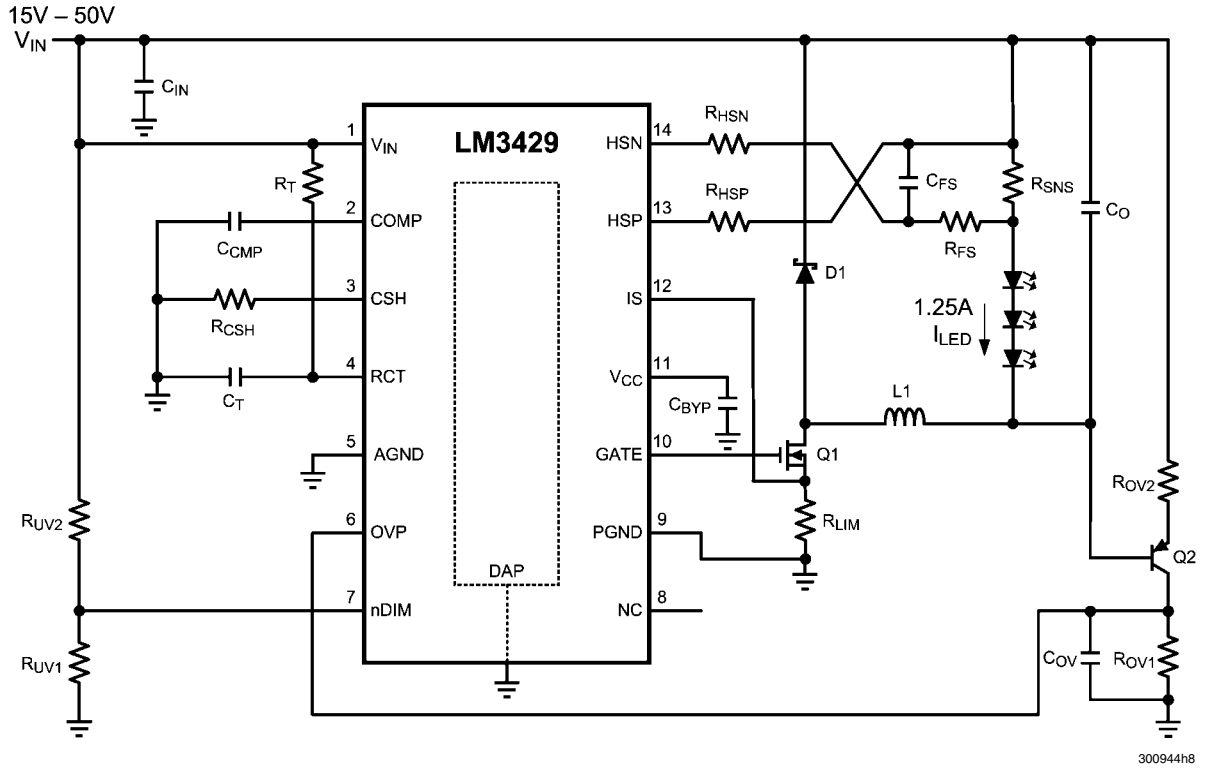 15V – 50V
VIN
CIN
LM3429
1
VIN
RT
2
COMP
CCMP
3
CSH
RCSH
4
RCT
CT
5
AGND
6
OVP
7
nDIM
RUV2
RUV1
DAP
14
HSN
RHSN
13
HSP
RHSP
12
IS
11
VCC
CBYP
10
GATE
9
PGND
8
NC
CFS
RFS
RSNS
CO
D1
1.25A
ILED
L1
Q1
RLIM
ROV2
Q2
COV
ROV1
300944h8